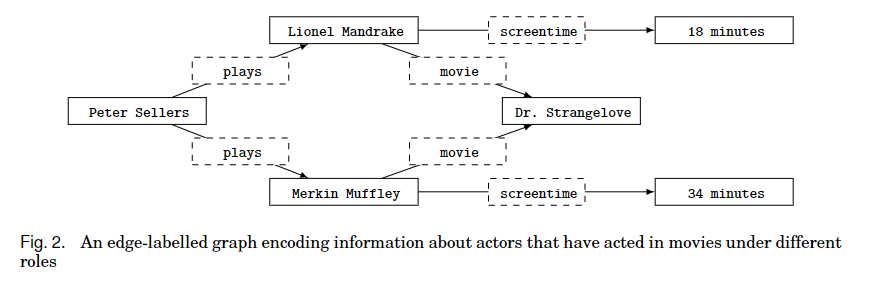 Lionel Mandrake
screentime
18 minutes
plays
movie
Peter Sellers
Dr. Strangelove
plays
movie
Merkin Muffley
screentime
34 minutes
Fig. 2. An edge-labelled graph encoding information about actors that have acted in movies under different
roles